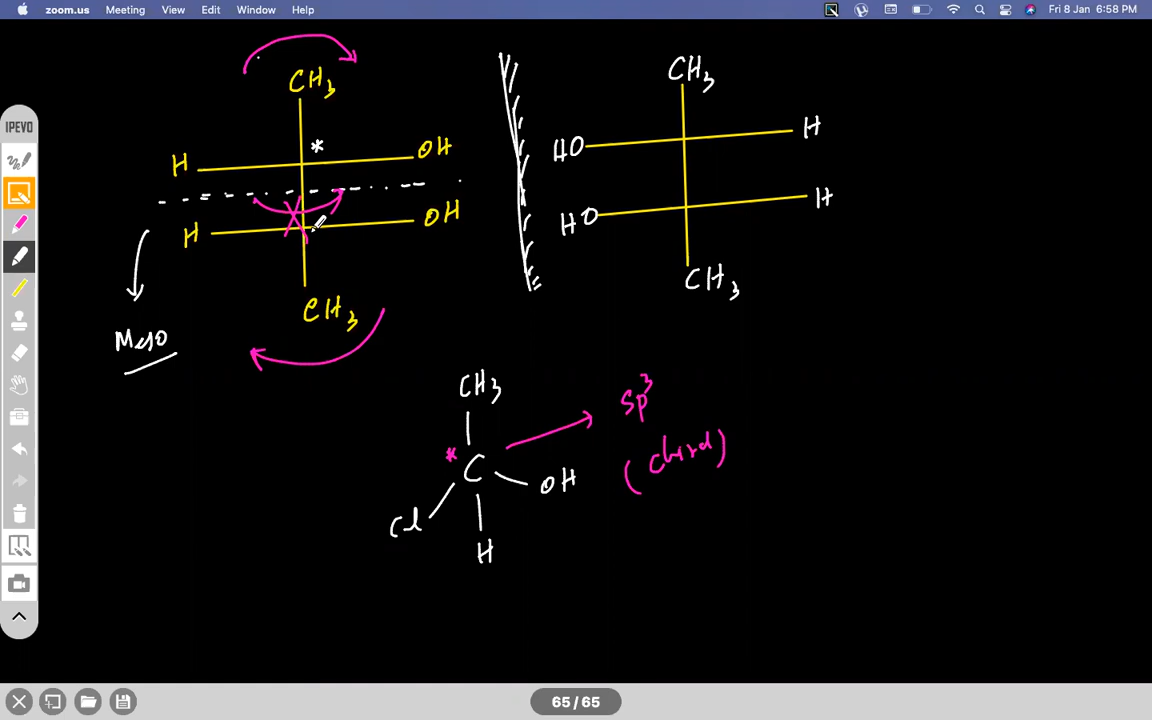 zoom.us Meeting View Edit Window Help
Fri 8 Jan 6:58 PM
IPEVO
CH3
H
*
OH
H
OH
CH3
Meso
CH3
HO
H
HO
H
CH3
CH3
*
C
OH
Cl
H
sp3
(chiral)
65/65